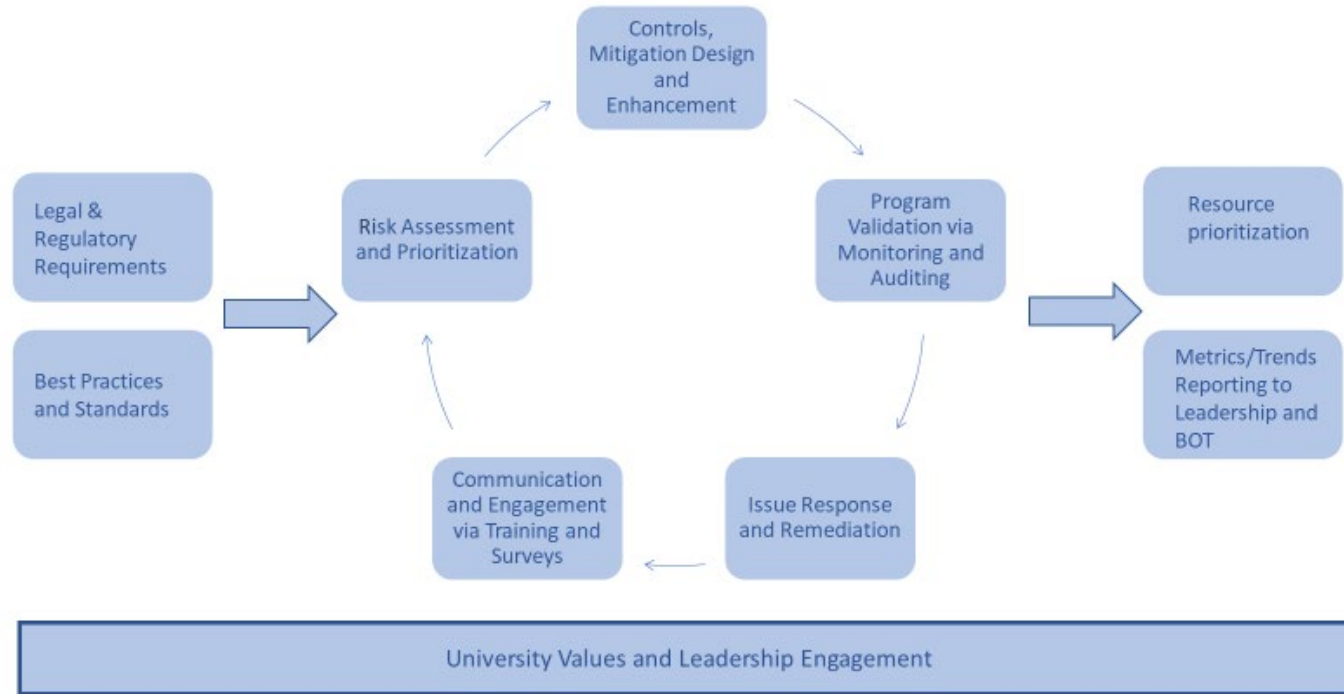 Controls,
Mitigation Design
and
Enhancement
Legal &
Regulatory
Requirements
Risk Assessment
and Prioritization
Program
Validation via
Monitoring and
Auditing
Resource
prioritization
Best Practices
and Standards
Metrics/Trends
Reporting to
Leadership and
BOT
Communication
and Engagement
via Training and
Surveys
Issue Response
and Remediation
University Values and Leadership Engagement